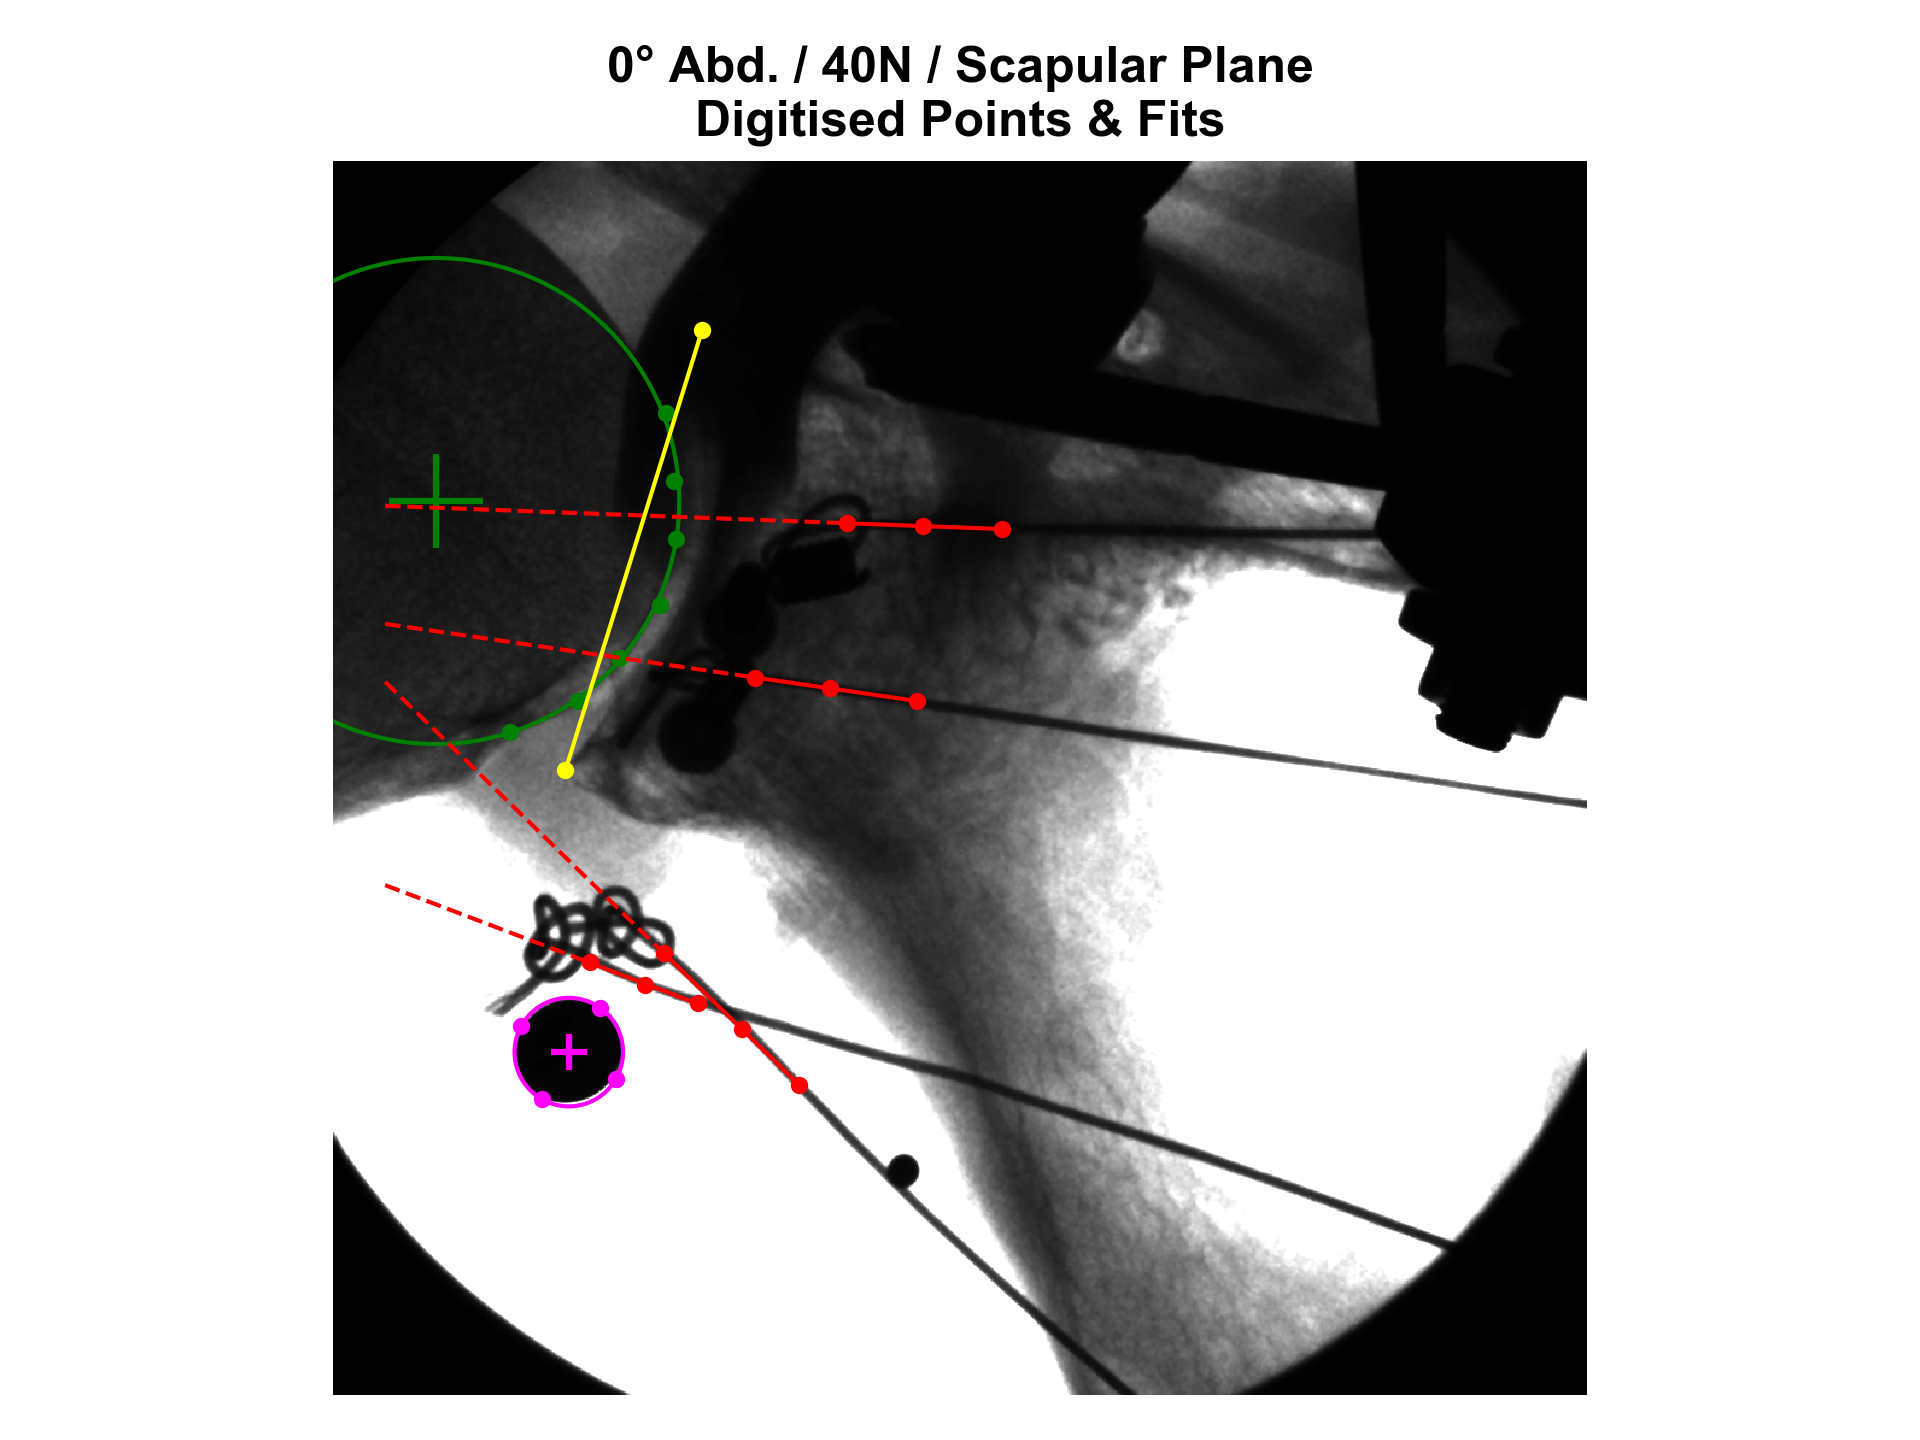 0° Abd. / 40N / Scapular Plane
Digitised Points & Fits